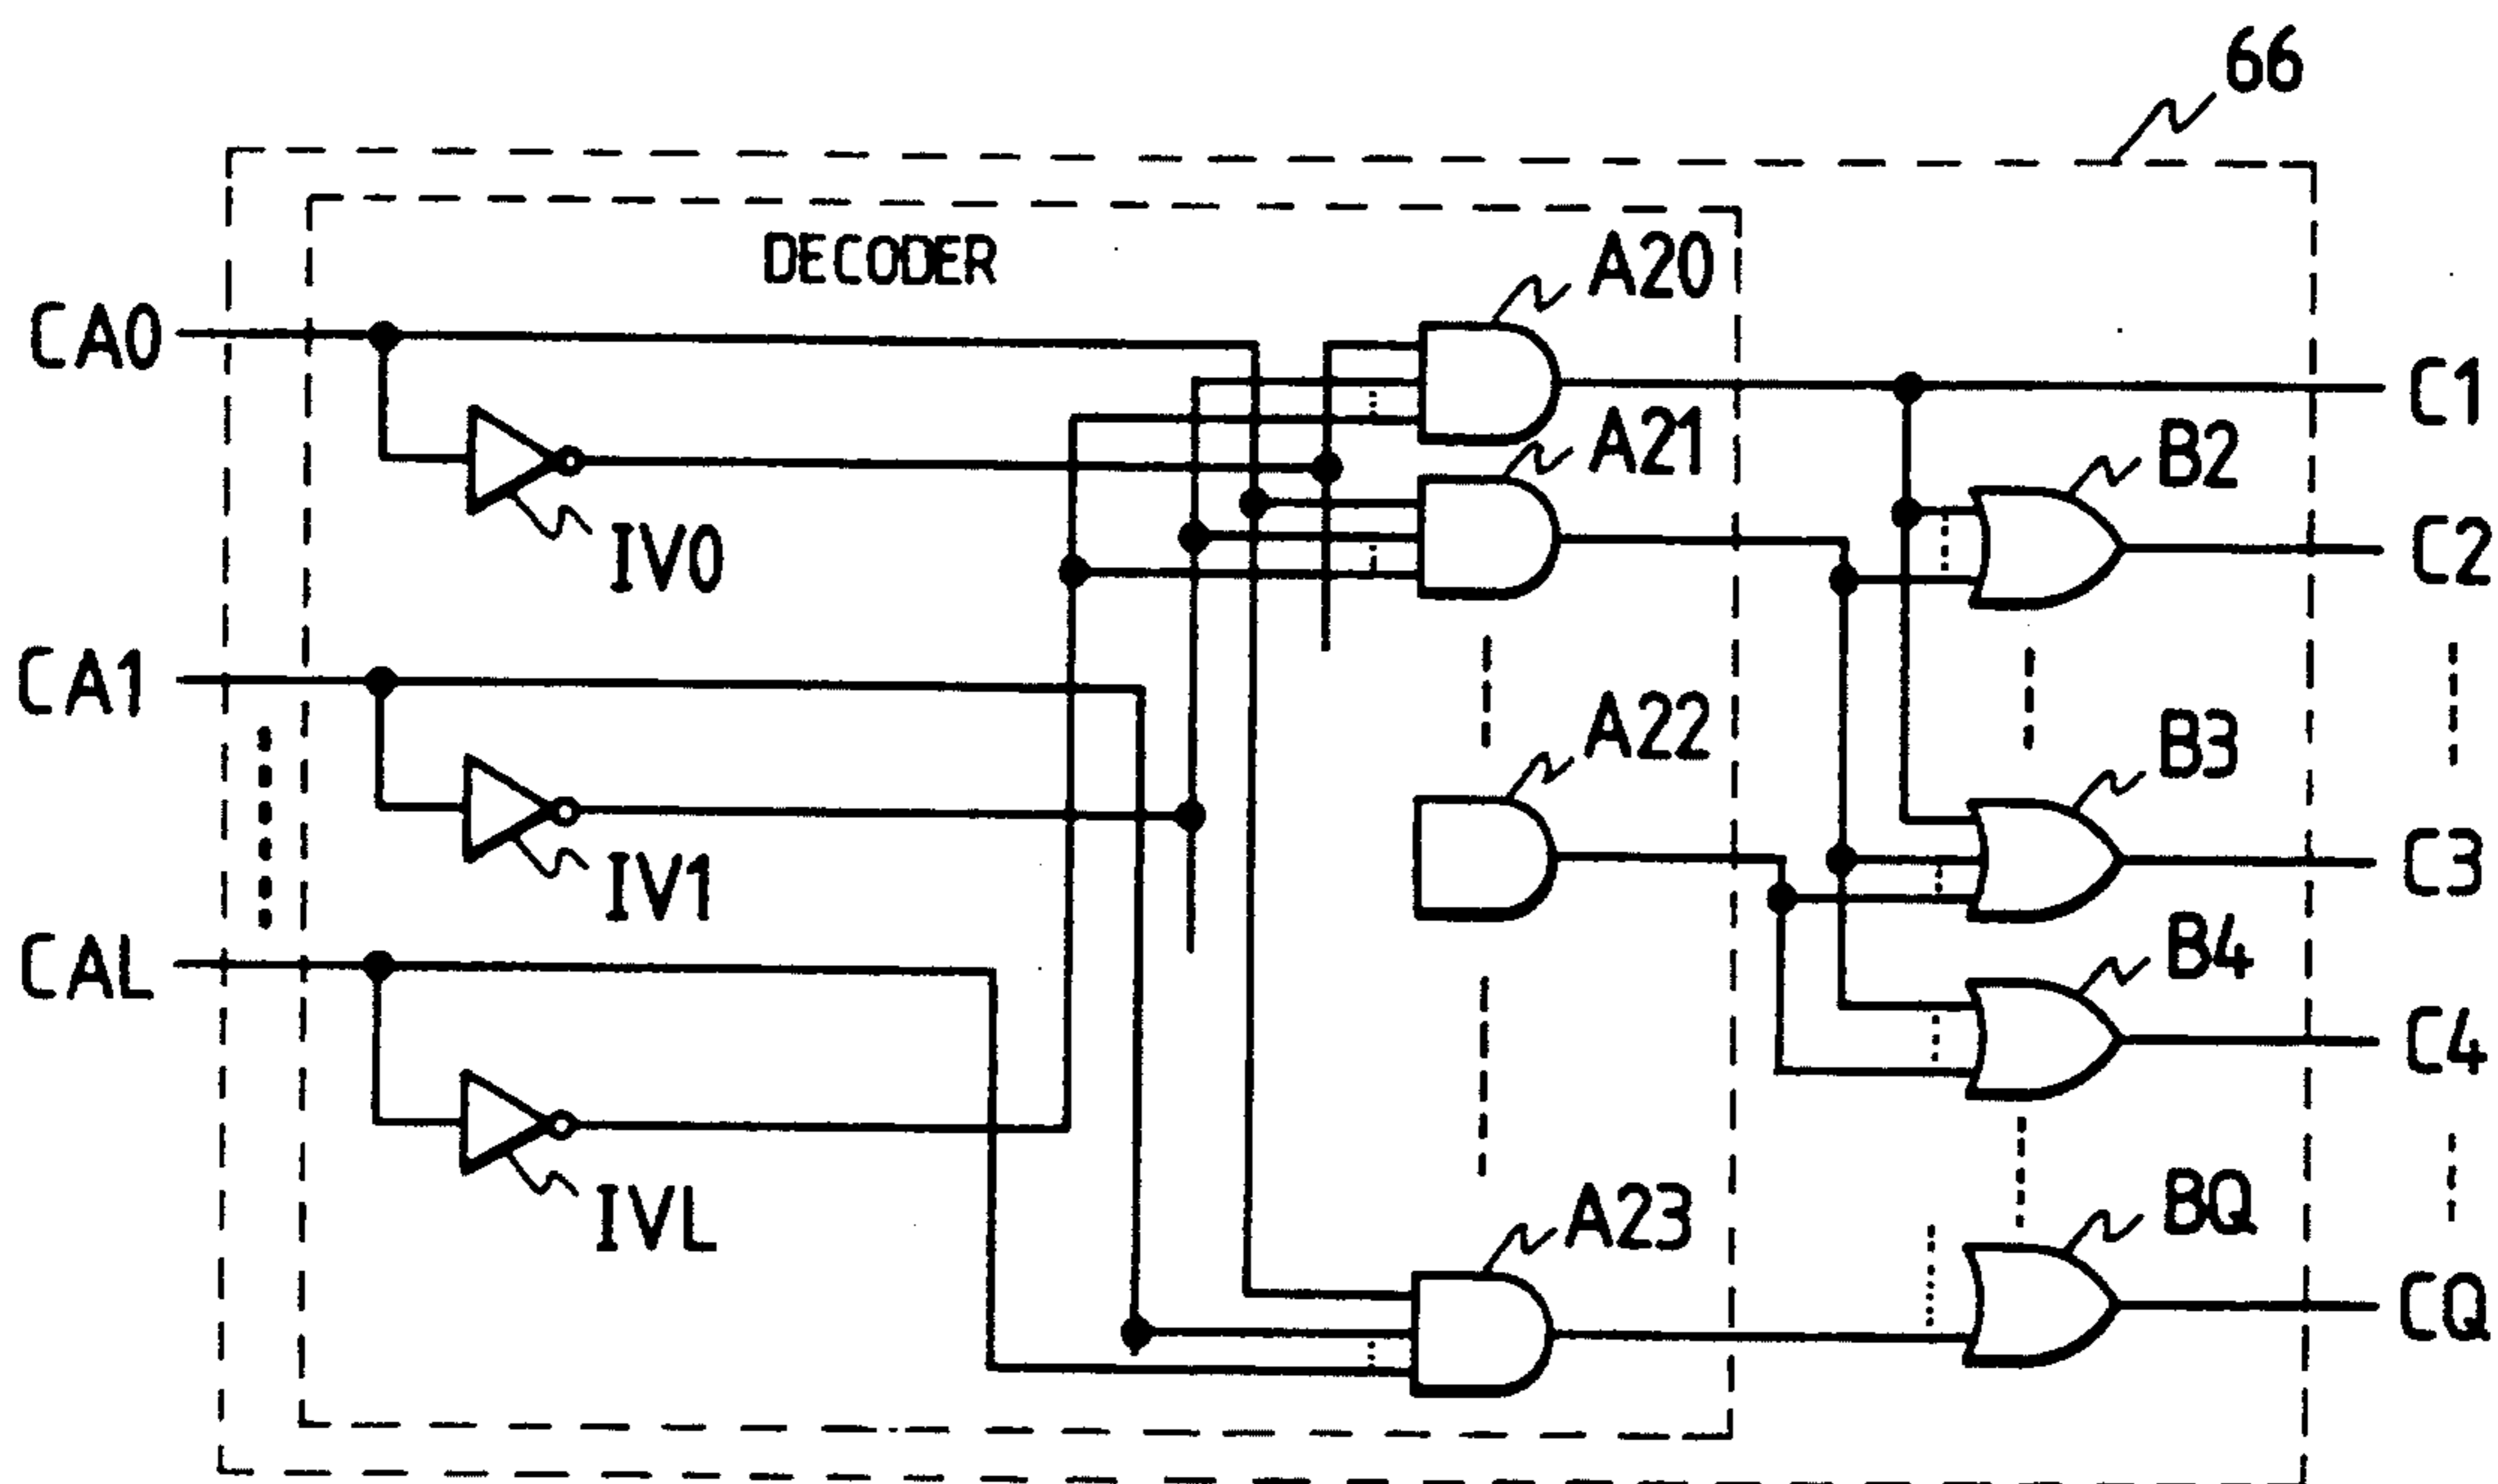 66
DECODER
A20
CA0
C1
A21
B2
IV0
C2
CA1
A22
B3
IV1
C3
CAL
B4
C4
IVL
A23
BQ
CQ